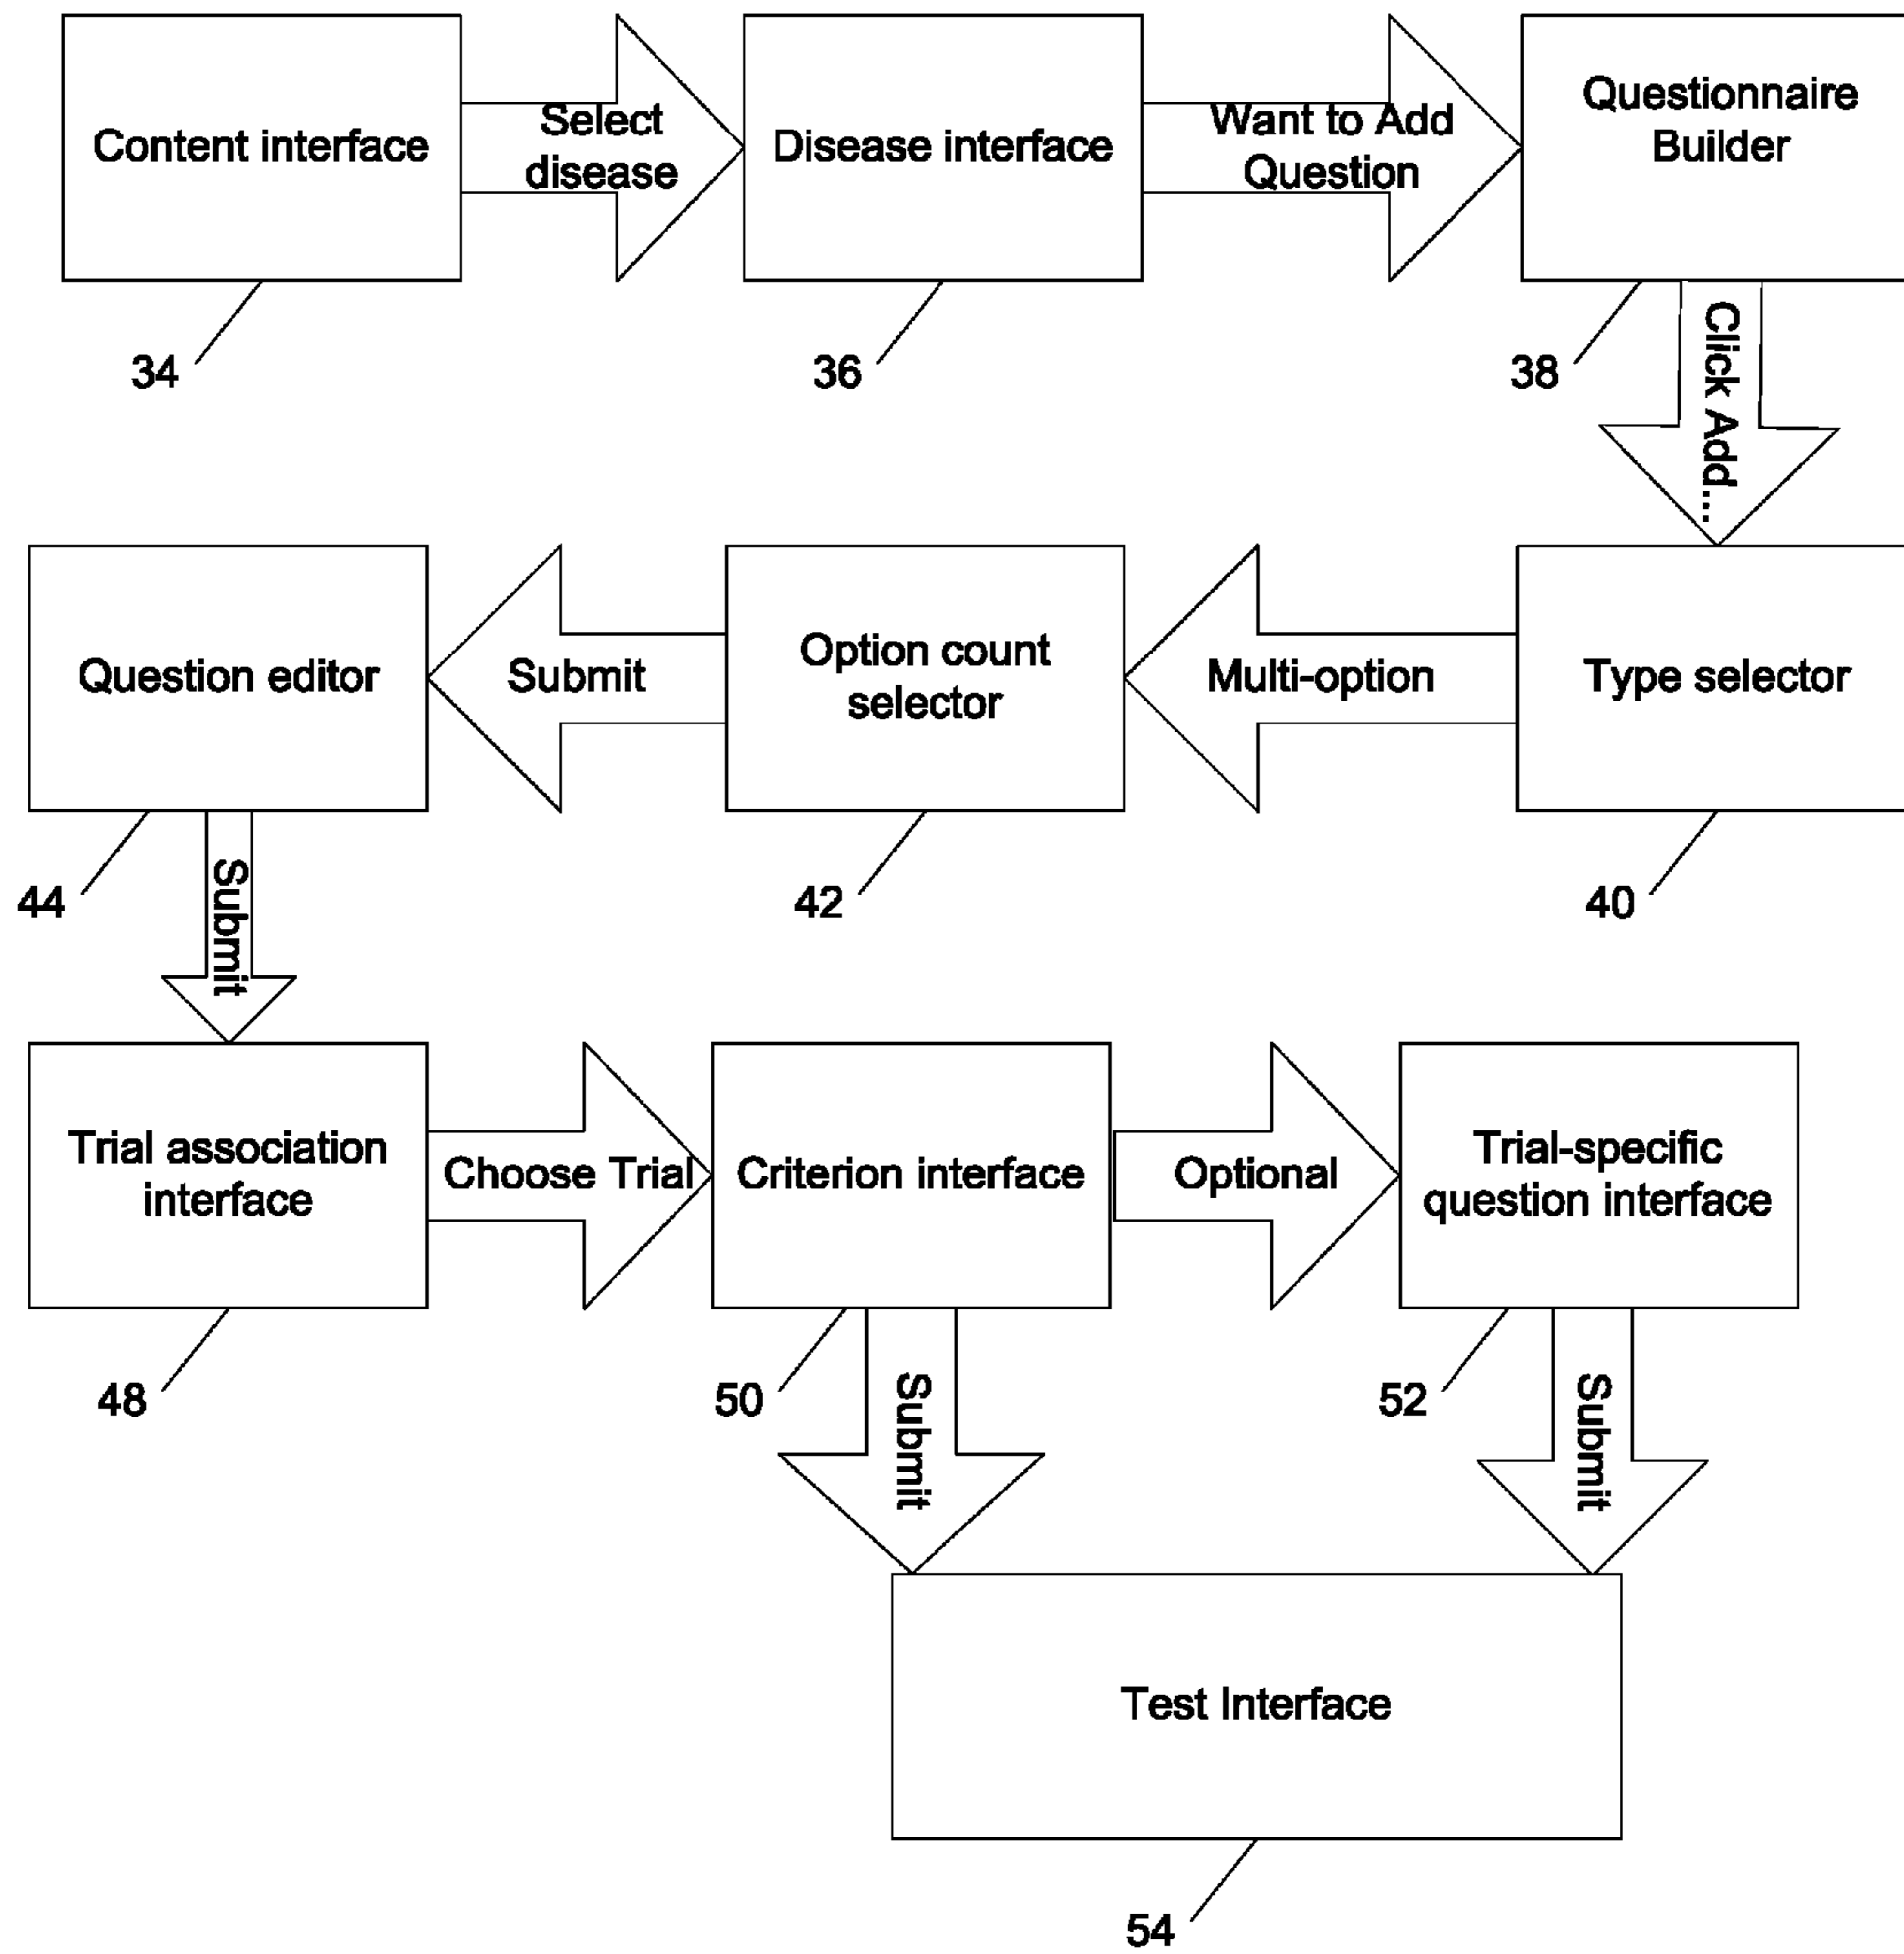 Content interface
Select
disease
Disease interface
Want to Add
Question
Questionnaire
Builder
34
36
38
Click Add...
Question editor
Submit
Option count
selector
Multi-option
Type selector
44
42
40
Submit
Trial association
interface
Choose Trial
Criterion interface
Optional
Trial-specific
question interface
48
50
52
Submit
Submit
Test Interface
54